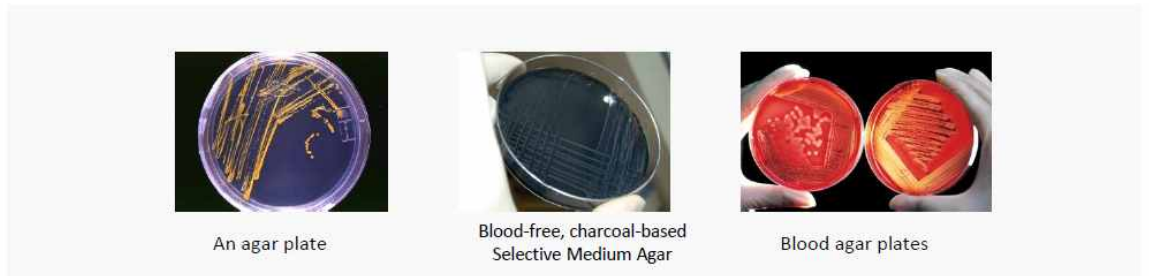 An agar plate
Blood-free, charcoal-based
Selective Medium Agar
Blood agar plates